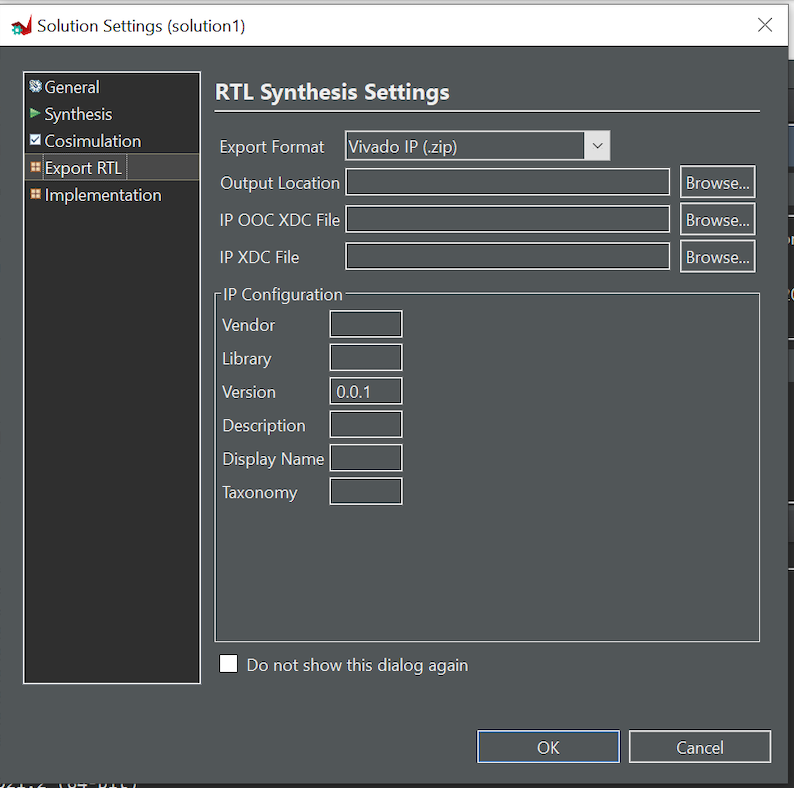 Solution Settings (solution1)
General
Synthesis
Cosimulation
Export RTL
Implementation
RTL Synthesis Settings
Export Format Vivado IP (.zip)
Output Location Browse...
IP OOC XDC File Browse...
IP XDC File Browse...
IP Configuration
Vendor
Library
Version 0.0.1
Description
Display Name
Taxonomy
Do not show this dialog again
OK Cancel